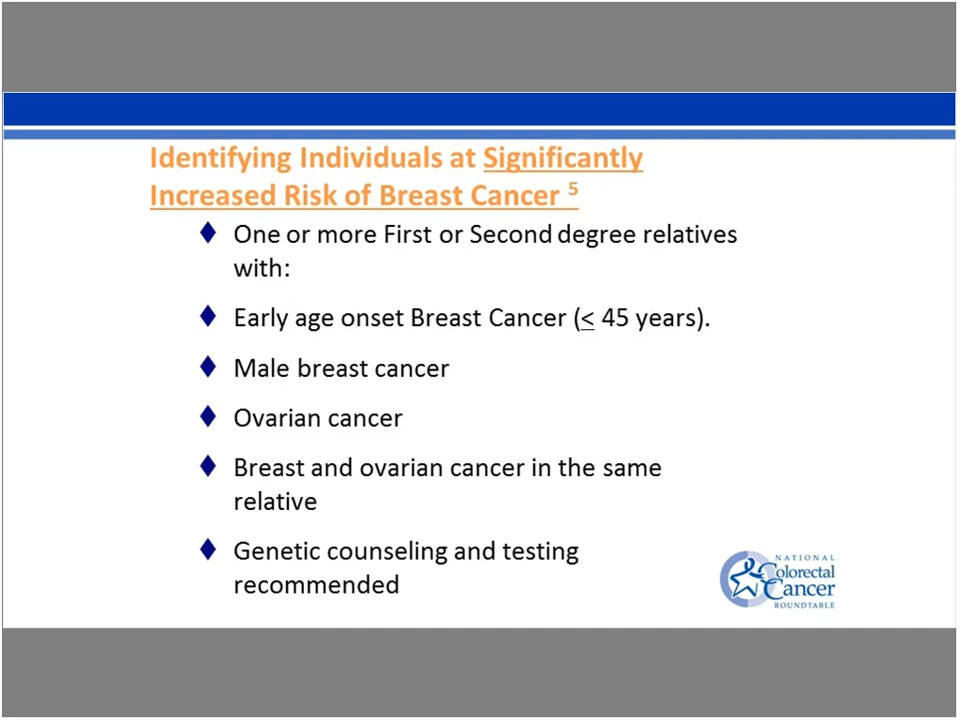 Identifying Individuals at Significantly
Increased Risk of Breast Cancer 5
One or more First or Second degree relatives
with:
Early age onset Breast Cancer (≤ 45 years).
Male breast cancer
Ovarian cancer
Breast and ovarian cancer in the same
relative
Genetic counseling and testing
recommended
NATIONAL
Colorectal
Cancer
ROUNDTABLE